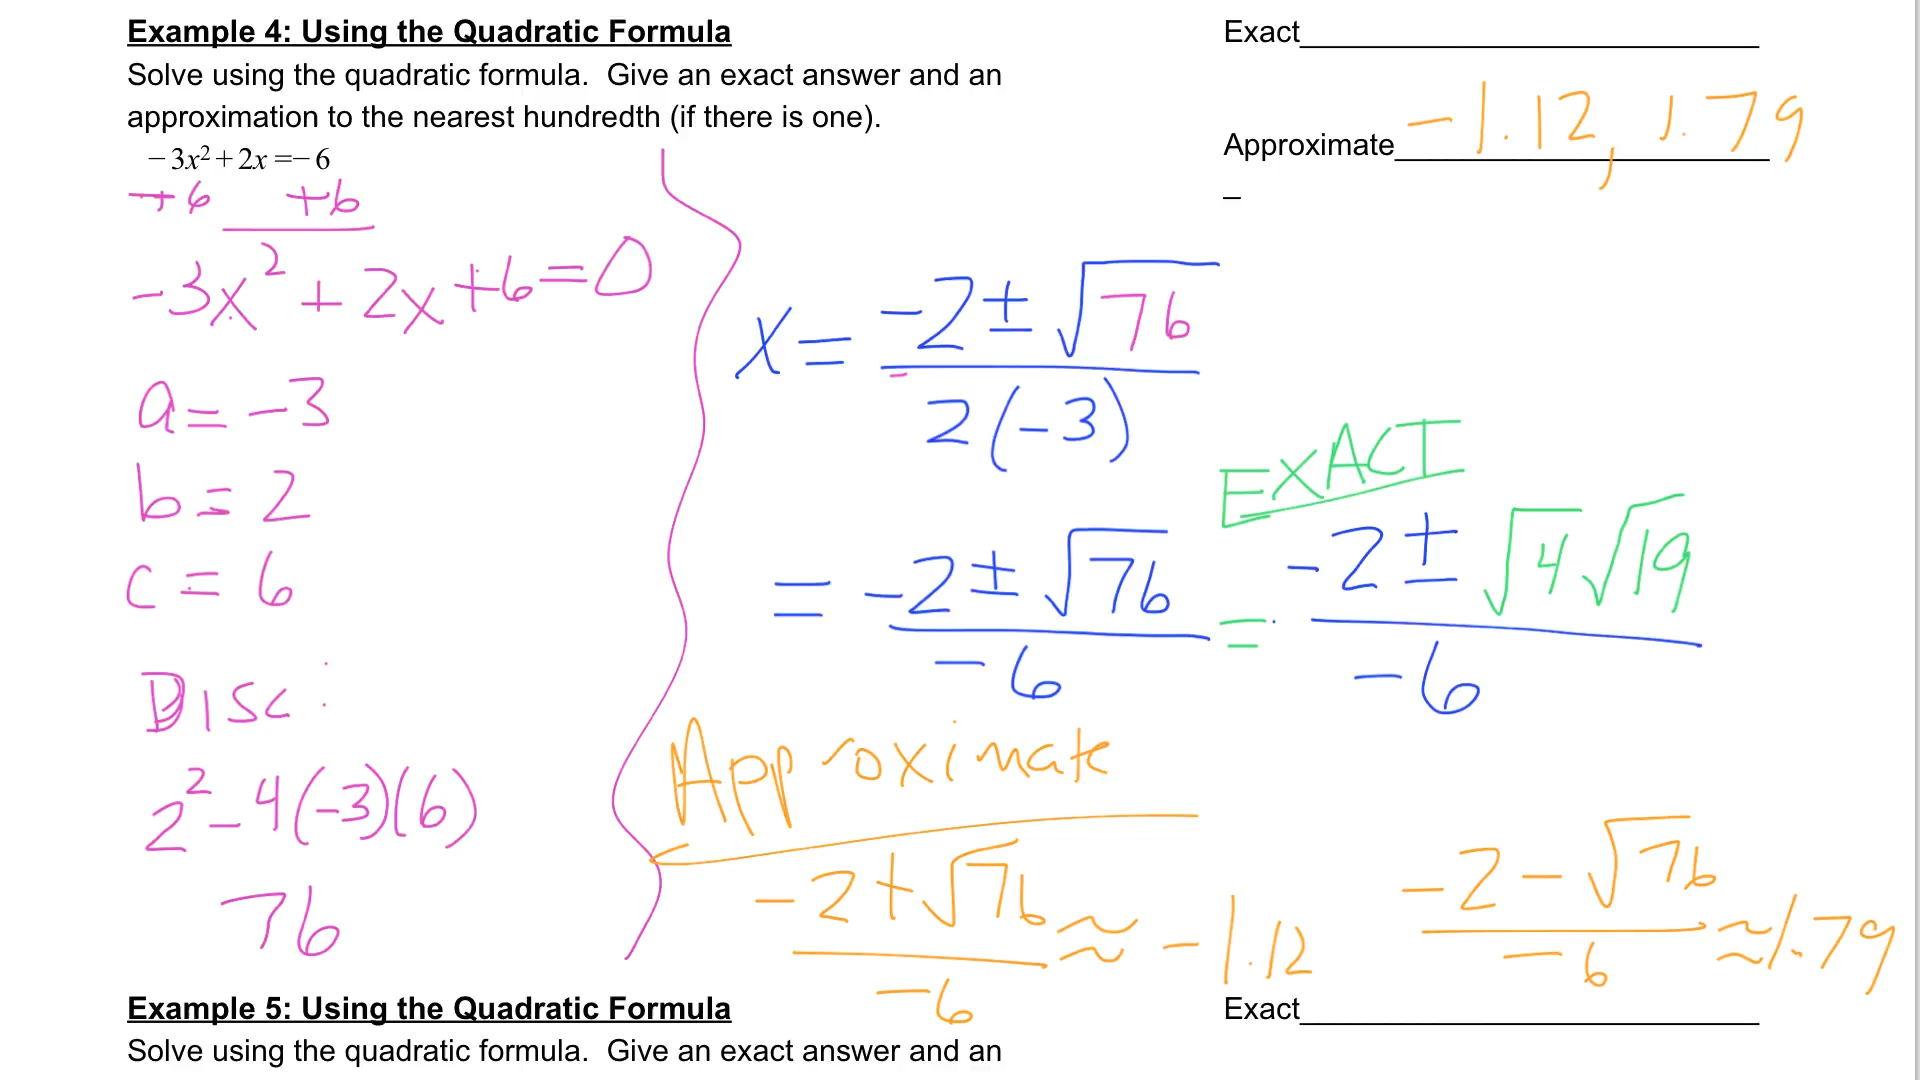 Example 4: Using the Quadratic Formula
Solve using the quadratic formula.  Give an exact answer and an
approximation to the nearest hundredth (if there is one).
−3x²+2x=−6
+6 +6
-3x² + 2x +6=0
a = -3
b = 2
c = 6
Disc:
2² - 4(-3)(6)
76
Exact______________________________
Approximate -1.12, 1.79
_
x = (-2 ± √76) / 2(-3)
EXACT
= (-2 ± √76) / -6 = (-2 ± √4 √19) / -6
Approximate
(-2 + √76) / -6 ≈ -1.12
(-2 - √76) / -6 ≈ 1.79
Example 5: Using the Quadratic Formula
Solve using the quadratic formula.  Give an exact answer and an
Exact______________________________